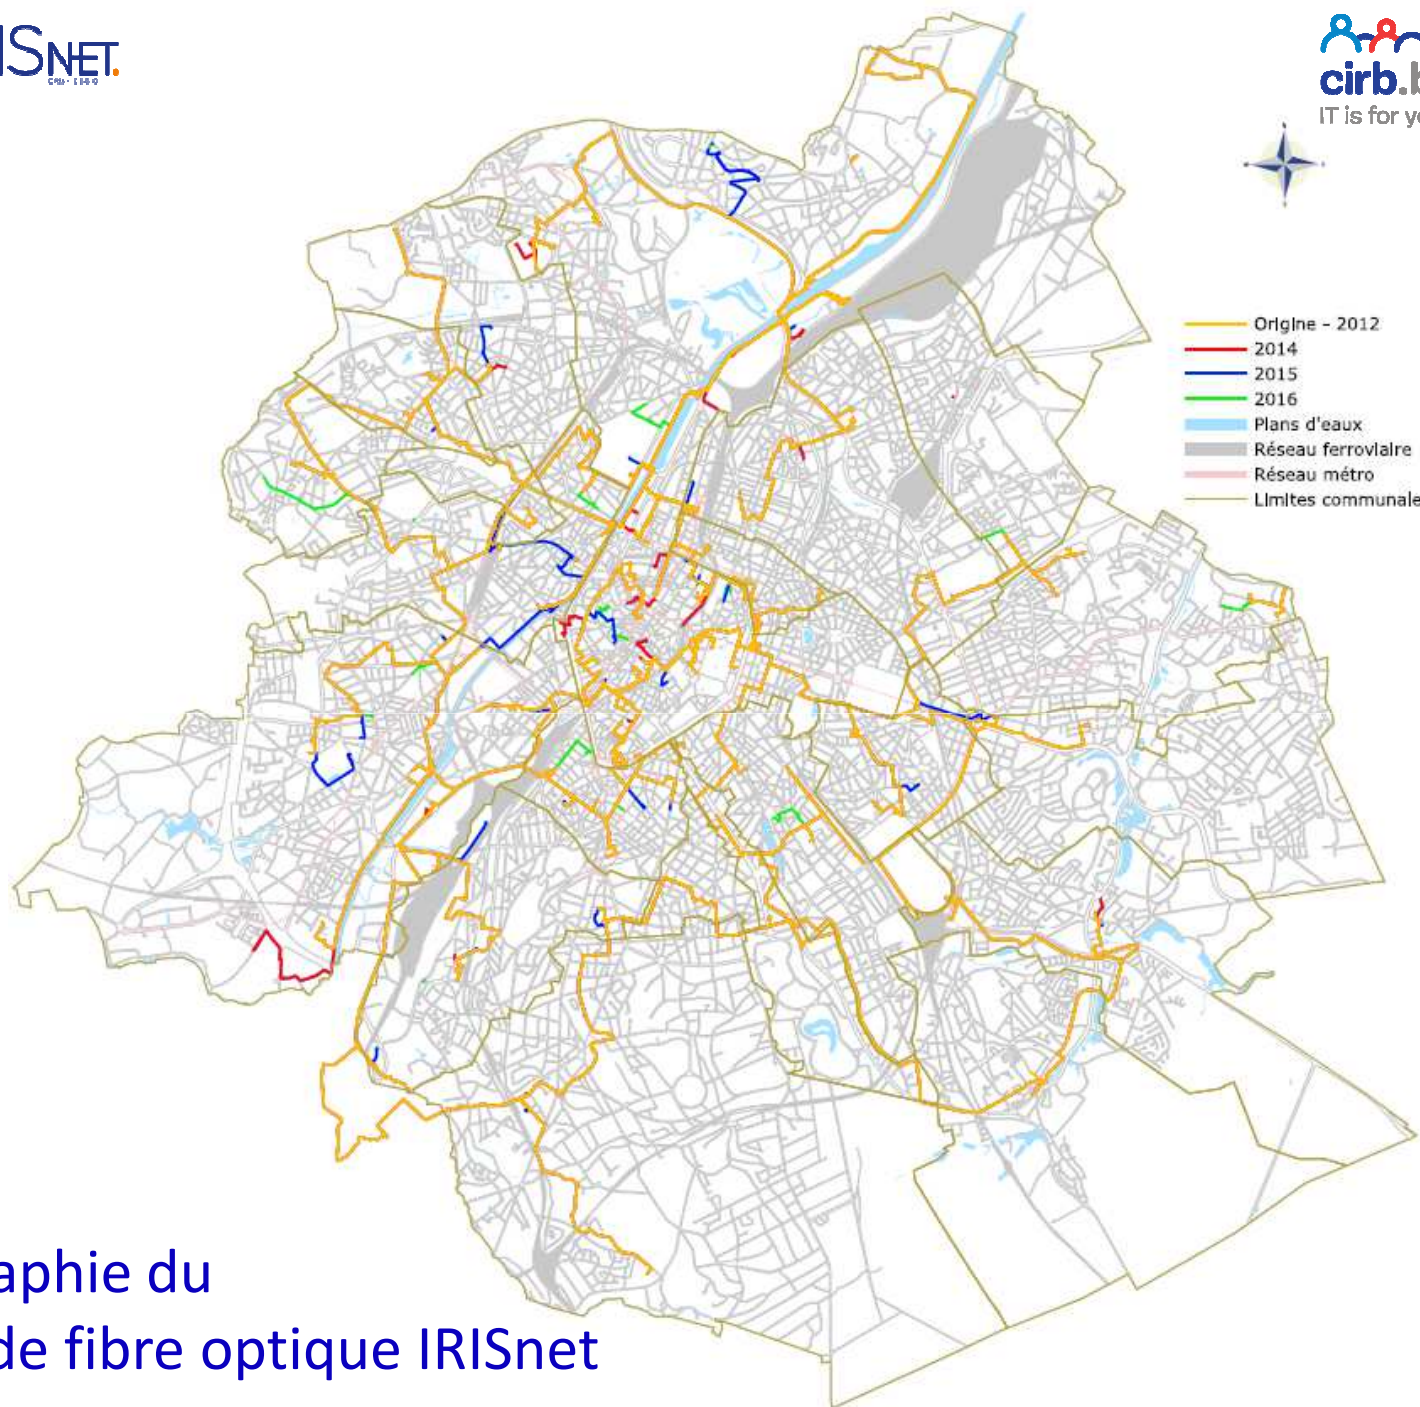 ISNET.
cirb.b
IT is for yo
Origine - 2012
2014
2015
2016
Plans d'eaux
Réseau ferroviaire
Réseau métro
Limites communale
aphie du
de fibre optique IRISnet